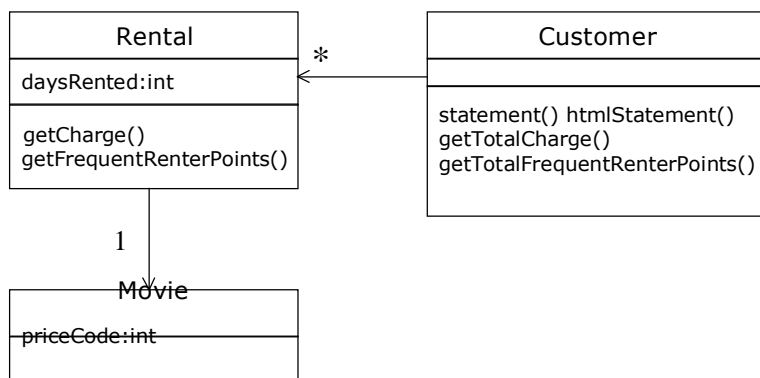 Rental
daysRented:int
getCharge()
getFrequentRenterPoints()
*
Customer
statement() htmlStatement()
getTotalCharge()
getTotalFrequentRenterPoints()
1
Movie
priceCode:int